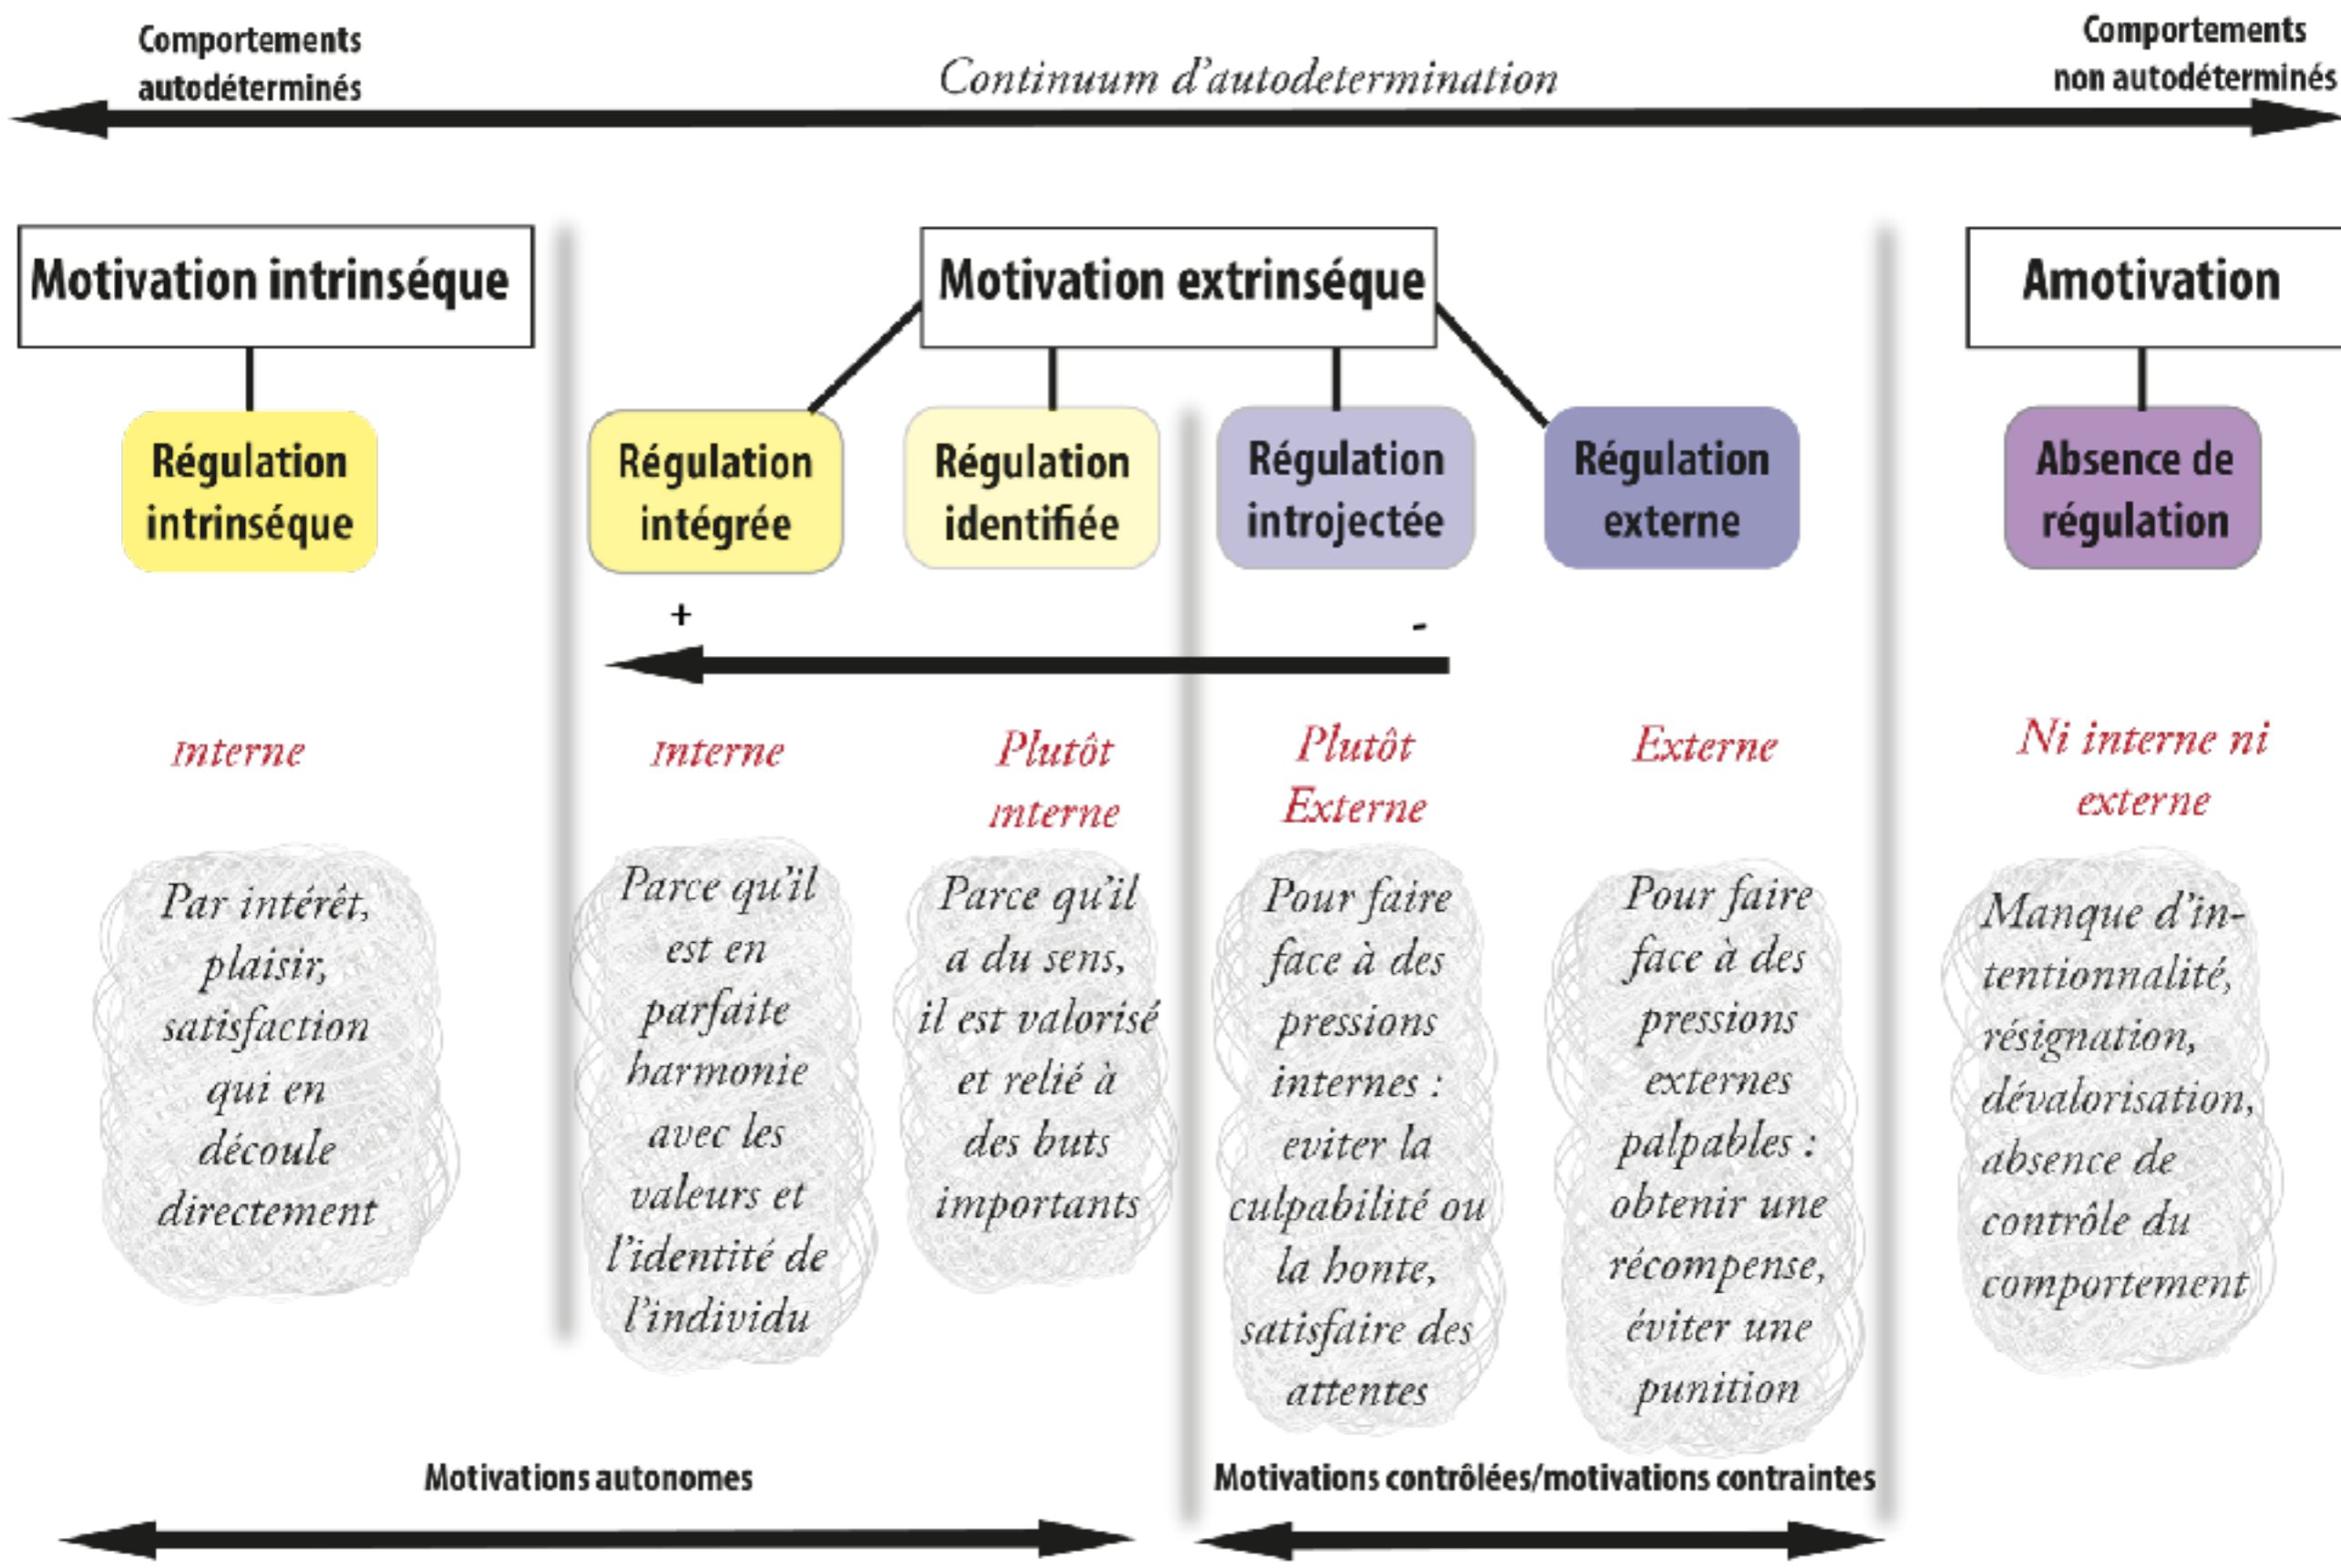 Comportements
autodéterminés
Continuum d'autodetermination
Comportements
non autodéterminés
Motivation intrinséque
Motivation extrinséque
Amotivation
Régulation
intrinséque
Régulation
intégrée
Régulation
identifiée
Régulation
introjectée
Régulation
externe
Absence de
régulation
+
-
Interne
Interne
Plutôt
interne
Plutôt
Externe
Externe
Ni interne ni
externe
Par intérêt,
plaisir,
satisfaction
qui en
découle
directement
Parce qu'il
est en
parfaite
harmonie
avec les
valeurs et
l'identité de
l'individu
Parce qu'il
a du sens,
il est valorisé
et relié à
des buts
importants
Pour faire
face à des
pressions
internes :
eviter la
culpabilité ou
la honte,
satisfaire des
attentes
Pour faire
face à des
pressions
externes
palpables :
obtenir une
récompense,
éviter une
punition
Manque d'in-
tentionnalité,
résignation,
dévalorisation,
absence de
contrôle du
comportement
Motivations autonomes
Motivations contrôlées/motivations contraintes